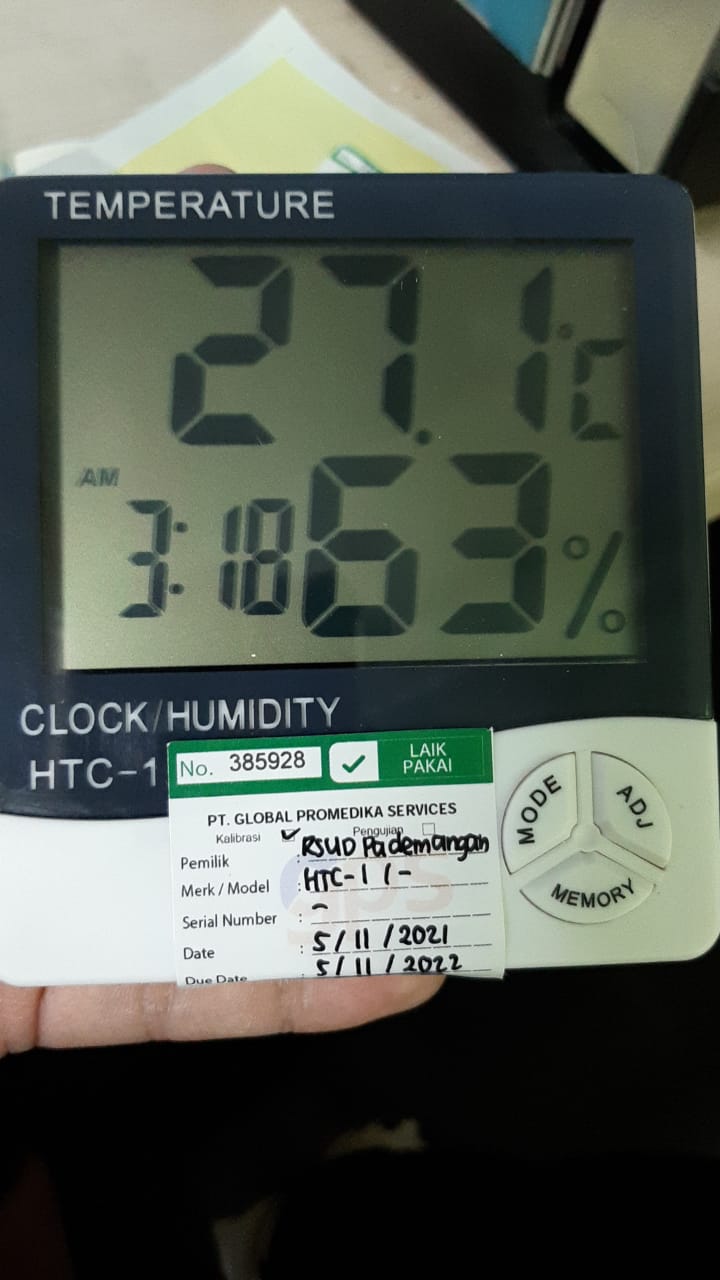 TEMPERATURE
27.1°C
AM
3:18 63%
CLOCK/HUMIDITY
HTC-1
No. 385928
LAIK
PAKAI
PT. GLOBAL PROMEDIKA SERVICES
Kalibrasi Pengujian
Pemilik : RSUD Pademangan
Merk / Model : HTC-1 / -
Serial Number : -
Date : 5/11/2021
Due Date 5/11/2022
MODE
ADJ
MEMORY